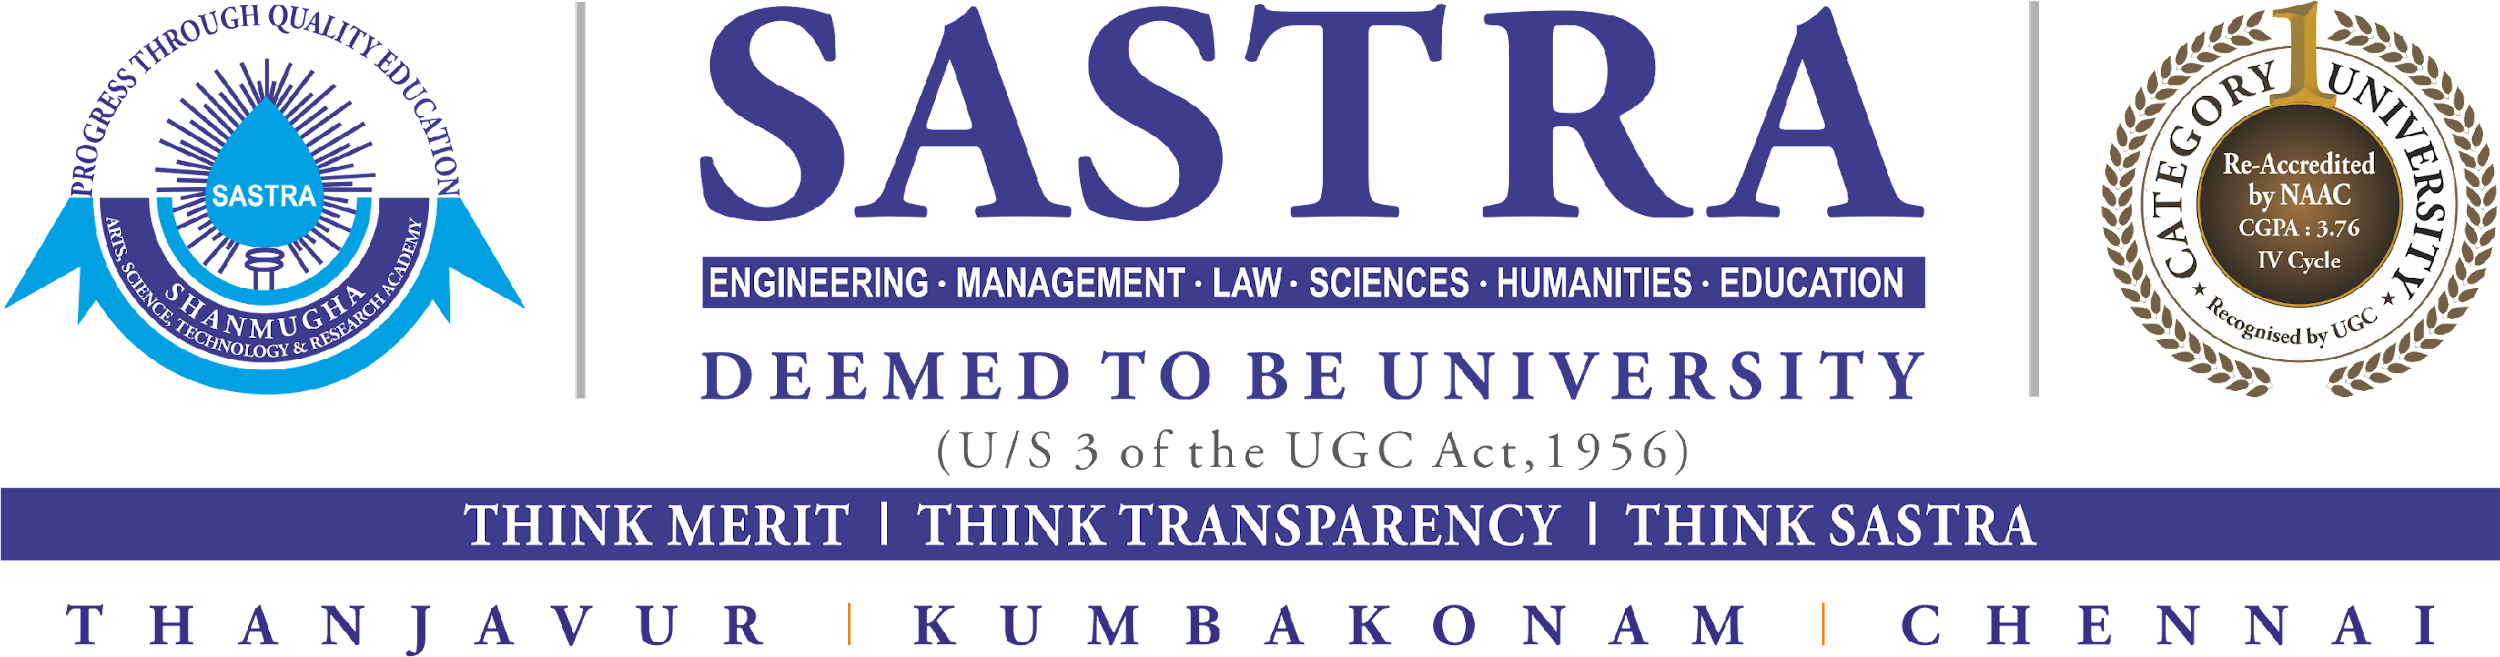 PROGRESS THROUGH QUALITY EDUCATION
SASTRA
SHANMUGHA
ARTS, SCIENCE, TECHNOLOGY & RESEARCH ACADEMY
SASTRA
ENGINEERING · MANAGEMENT · LAW · SCIENCES · HUMANITIES · EDUCATION
DEEMED TO BE UNIVERSITY
(U/S 3 of the UGC Act,1956)
CATEGORY 1 UNIVERSITY
Re-Accredited
by NAAC
CGPA : 3.76
IV Cycle
★ Recognised by UGC ★
THINK MERIT | THINK TRANSPARENCY | THINK SASTRA
THANJAVUR | KUMBAKONAM | CHENNAI